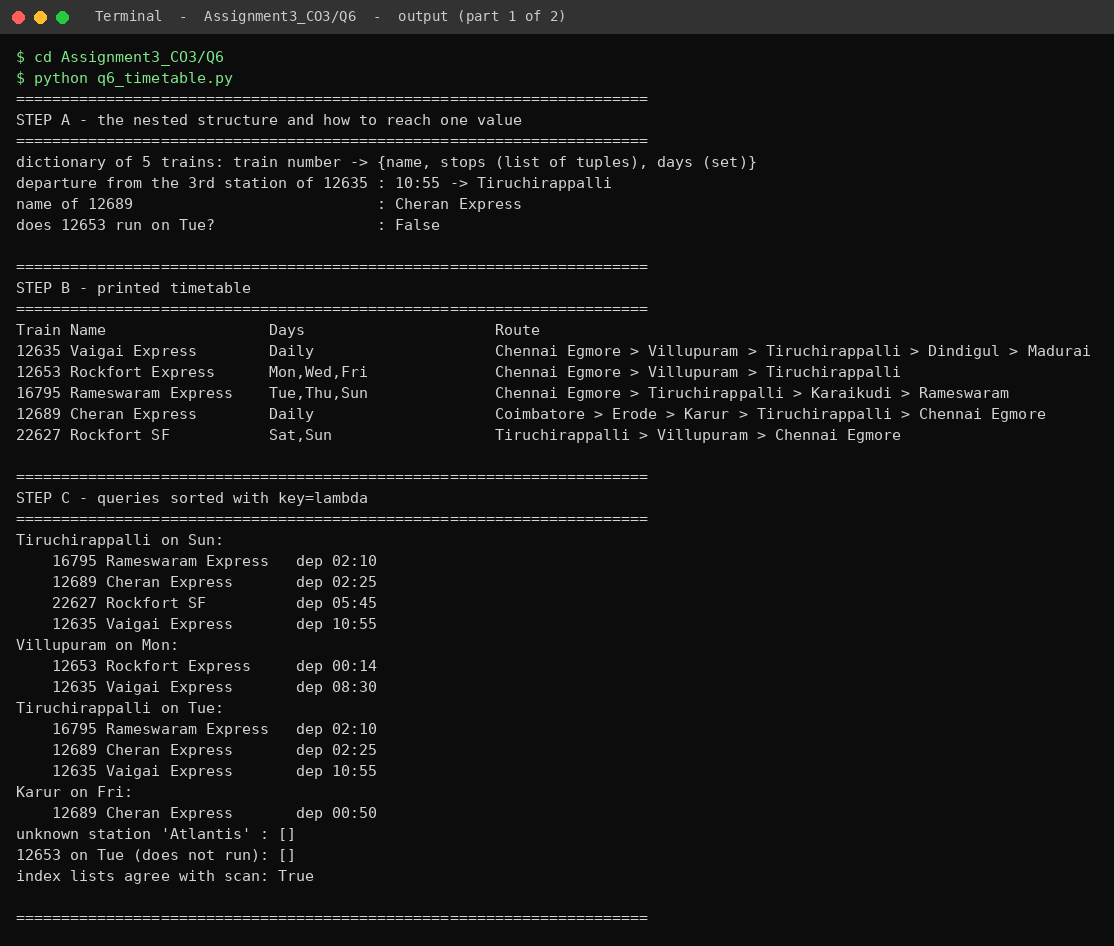 Terminal  -  Assignment3_CO3/Q6  -  output (part 1 of 2)
$ cd Assignment3_CO3/Q6
$ python q6_timetable.py
======================================================================
STEP A - the nested structure and how to reach one value
======================================================================
dictionary of 5 trains: train number -> {name, stops (list of tuples), days (set)}
departure from the 3rd station of 12635 : 10:55 -> Tiruchirappalli
name of 12689                           : Cheran Express
does 12653 run on Tue?                  : False

======================================================================
STEP B - printed timetable
======================================================================
Train Name                  Days                     Route
12635 Vaigai Express        Daily                    Chennai Egmore > Villupuram > Tiruchirappalli > Dindigul > Madurai
12653 Rockfort Express      Mon,Wed,Fri              Chennai Egmore > Villupuram > Tiruchirappalli
16795 Rameswaram Express    Tue,Thu,Sun              Chennai Egmore > Tiruchirappalli > Karaikudi > Rameswaram
12689 Cheran Express        Daily                    Coimbatore > Erode > Karur > Tiruchirappalli > Chennai Egmore
22627 Rockfort SF           Sat,Sun                  Tiruchirappalli > Villupuram > Chennai Egmore

======================================================================
STEP C - queries sorted with key=lambda
======================================================================
Tiruchirappalli on Sun:
    16795 Rameswaram Express   dep 02:10
    12689 Cheran Express       dep 02:25
    22627 Rockfort SF          dep 05:45
    12635 Vaigai Express       dep 10:55
Villupuram on Mon:
    12653 Rockfort Express     dep 00:14
    12635 Vaigai Express       dep 08:30
Tiruchirappalli on Tue:
    16795 Rameswaram Express   dep 02:10
    12689 Cheran Express       dep 02:25
    12635 Vaigai Express       dep 10:55
Karur on Fri:
    12689 Cheran Express       dep 00:50
unknown station 'Atlantis' : []
12653 on Tue (does not run): []
index lists agree with scan: True

======================================================================